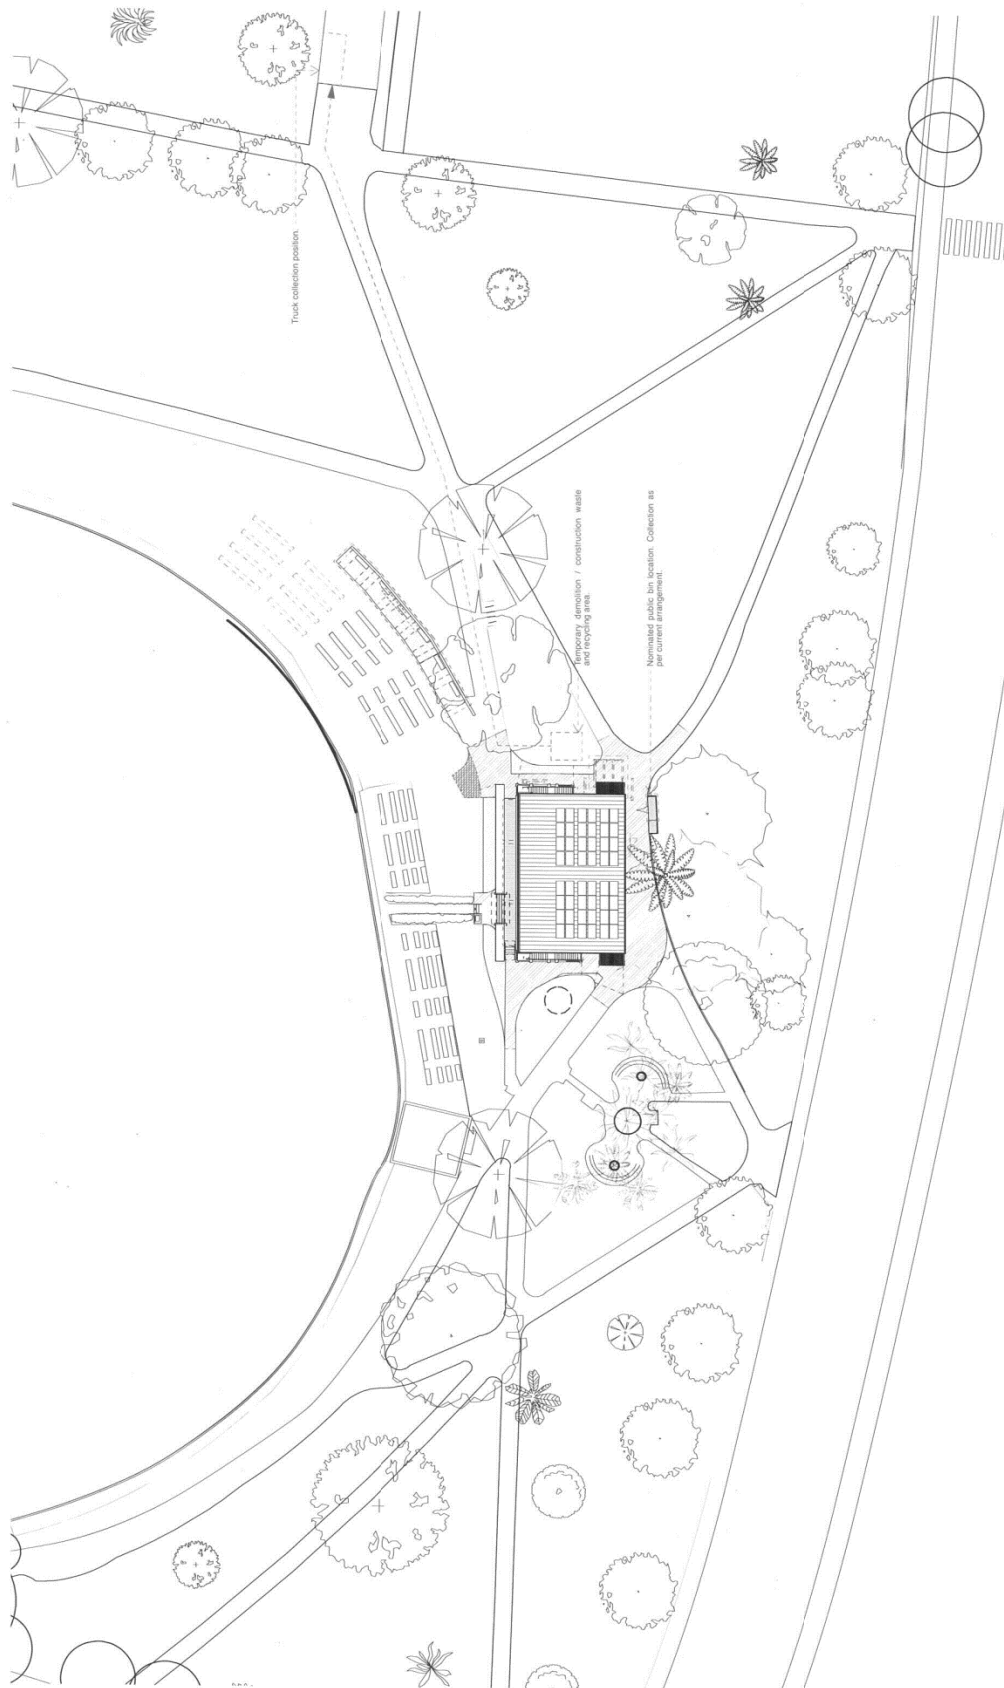 Truck collection position.
Temporary demolition / construction waste
and recycling area.
Nominated public bin location. Collection as
per current arrangement.